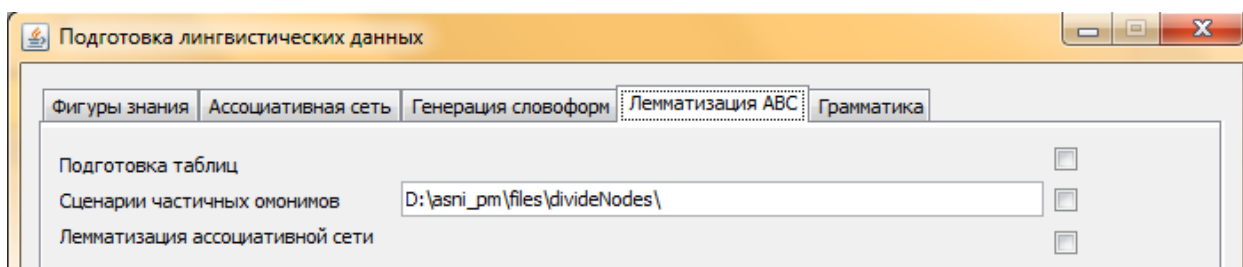 Подготовка лингвистических данных
Фигуры знания Ассоциативная сеть Генерация словоформ Лемматизация АВС Грамматика
Подготовка таблиц
Сценарии частичных омонимов D:\asni_pm\files\divideNodes\
Лемматизация ассоциативной сети